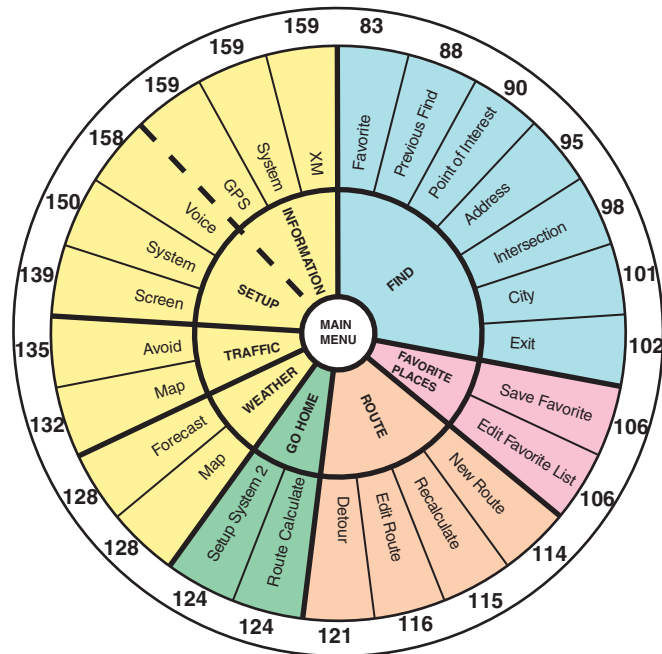 MAIN
MENU
FIND
Favorite
83
Previous Find
88
Point of Interest
90
Address
95
Intersection
98
City
101
Exit
102
FAVORITE
PLACES
Save Favorite
106
Edit Favorite List
106
ROUTE
New Route
114
Recalculate
115
Edit Route
116
Detour
121
GO HOME
Route Calculate
124
Setup System 2
124
WEATHER
Map
128
Forecast
128
TRAFFIC
Map
132
Avoid
135
SETUP
Screen
139
System
150
Voice
158
INFORMATION
GPS
159
System
159
XM
159